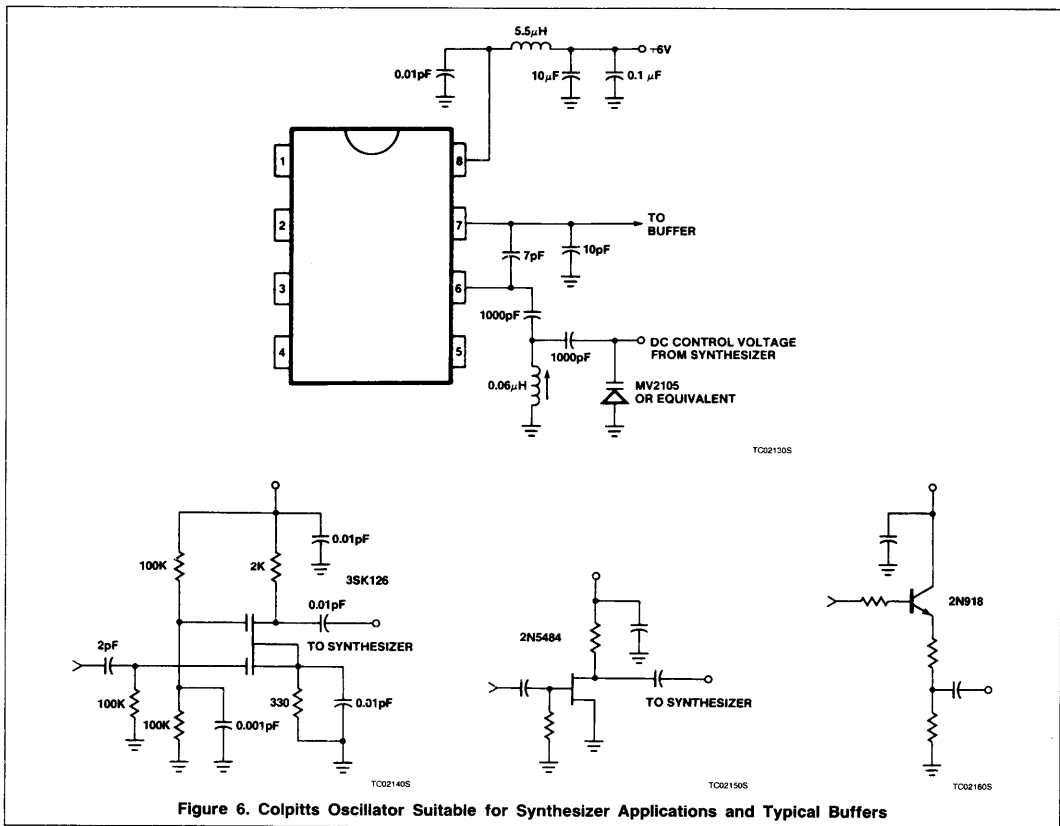 5.5μH
+6V
0.01pF
10μF
0.1 μF
1
8
2
7
TO
BUFFER
7pF
10pF
3
6
1000pF
4
5
1000pF
DC CONTROL VOLTAGE
FROM SYNTHESIZER
0.06μH
MV2105
OR EQUIVALENT
TC02130S
100K
2K
0.01pF
3SK126
0.01pF
TO SYNTHESIZER
2pF
100K
100K
0.001pF
330
0.01pF
TC02140S
2N5484
TO SYNTHESIZER
TC02150S
2N918
TC02160S
Figure 6. Colpitts Oscillator Suitable for Synthesizer Applications and Typical Buffers